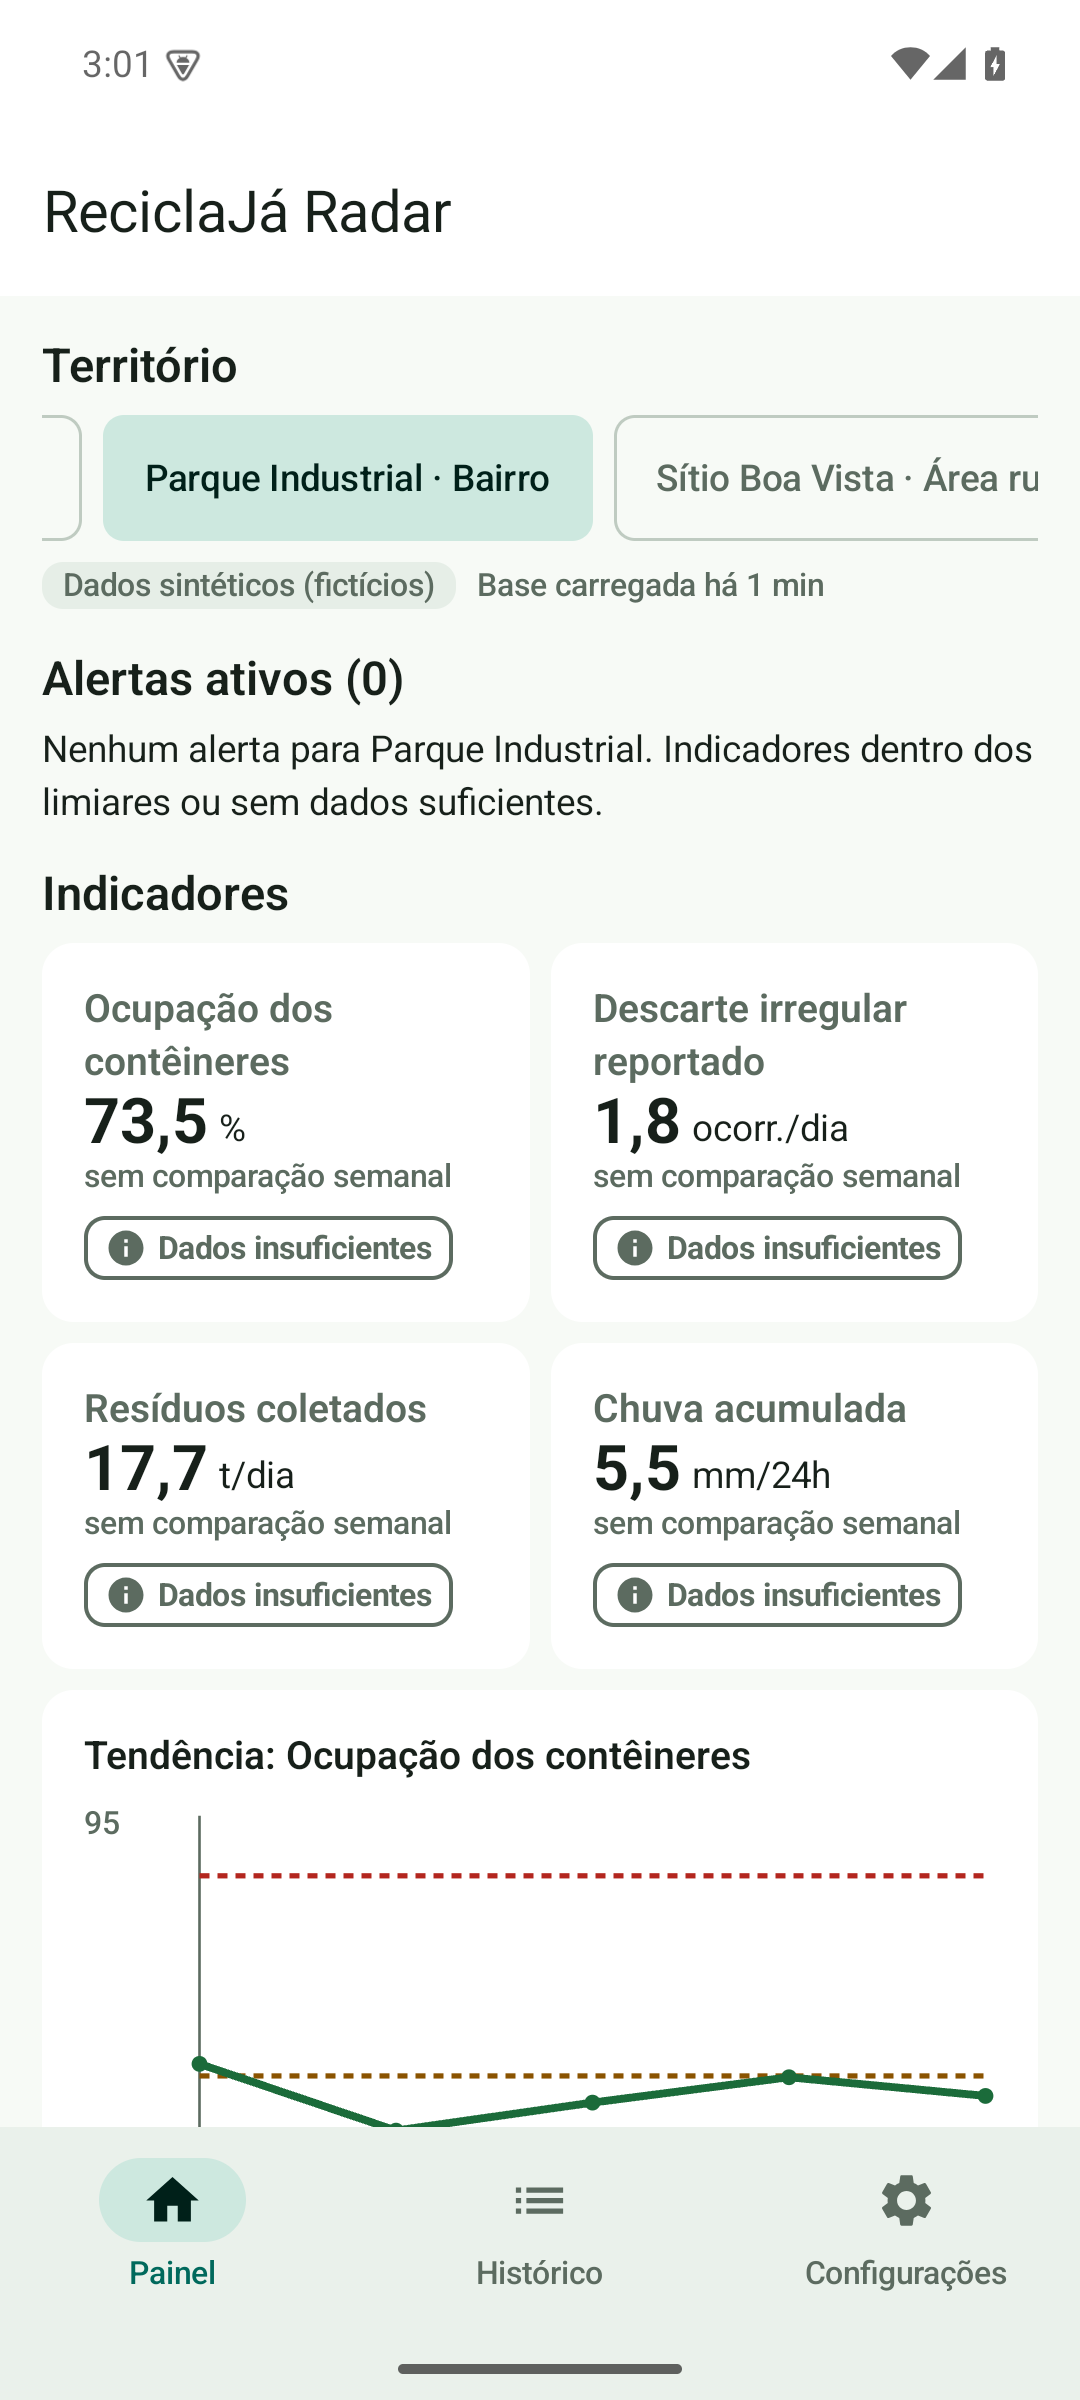 3:01
ReciclaJá Radar
Território
Parque Industrial · Bairro
Sítio Boa Vista · Área ru
Dados sintéticos (fictícios)
Base carregada há 1 min
Alertas ativos (0)
Nenhum alerta para Parque Industrial. Indicadores dentro dos
limiares ou sem dados suficientes.
Indicadores
Ocupação dos
contêineres
73,5 %
sem comparação semanal
Dados insuficientes
Descarte irregular
reportado
1,8 ocorr./dia
sem comparação semanal
Dados insuficientes
Resíduos coletados
17,7 t/dia
sem comparação semanal
Dados insuficientes
Chuva acumulada
5,5 mm/24h
sem comparação semanal
Dados insuficientes
Tendência: Ocupação dos contêineres
95
Painel
Histórico
Configurações